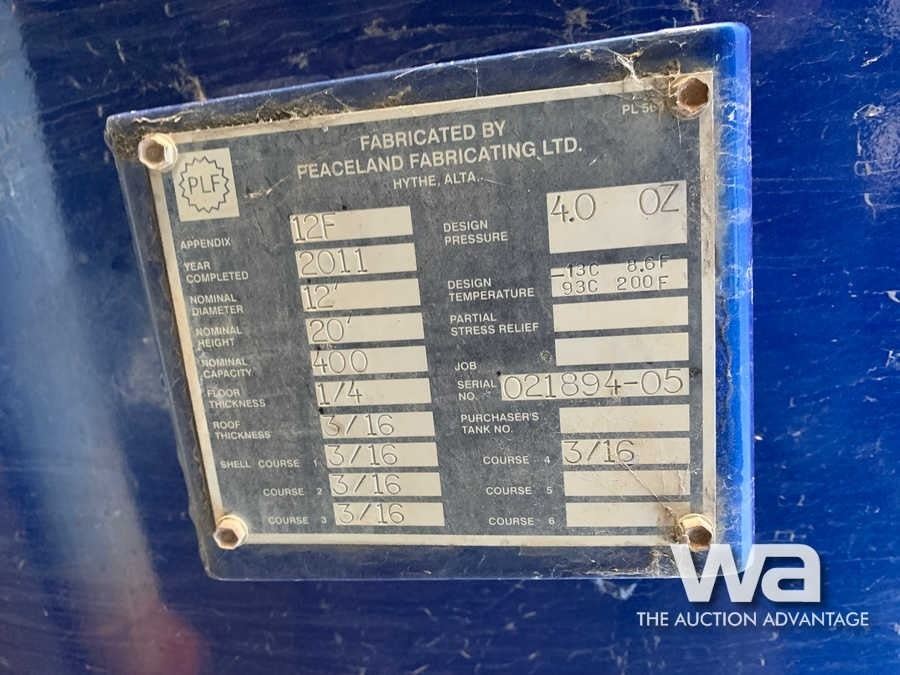 PLF
FABRICATED BY
PEACELAND FABRICATING LTD.
HYTHE, ALTA.
APPENDIX 12F
YEAR COMPLETED 2011
NOMINAL DIAMETER 12'
NOMINAL HEIGHT 20'
NOMINAL CAPACITY 400
FLOOR THICKNESS 1/4
ROOF THICKNESS 3/16
SHELL COURSE 1 3/16
COURSE 2 3/16
COURSE 3 3/16
DESIGN PRESSURE 4.0 OZ
DESIGN TEMPERATURE -13C 8.6F
93C 200F
PARTIAL STRESS RELIEF
JOB
SERIAL NO. 021894-05
PURCHASER'S TANK NO.
COURSE 4 3/16
COURSE 5
COURSE 6
wa
THE AUCTION ADVANTAGE